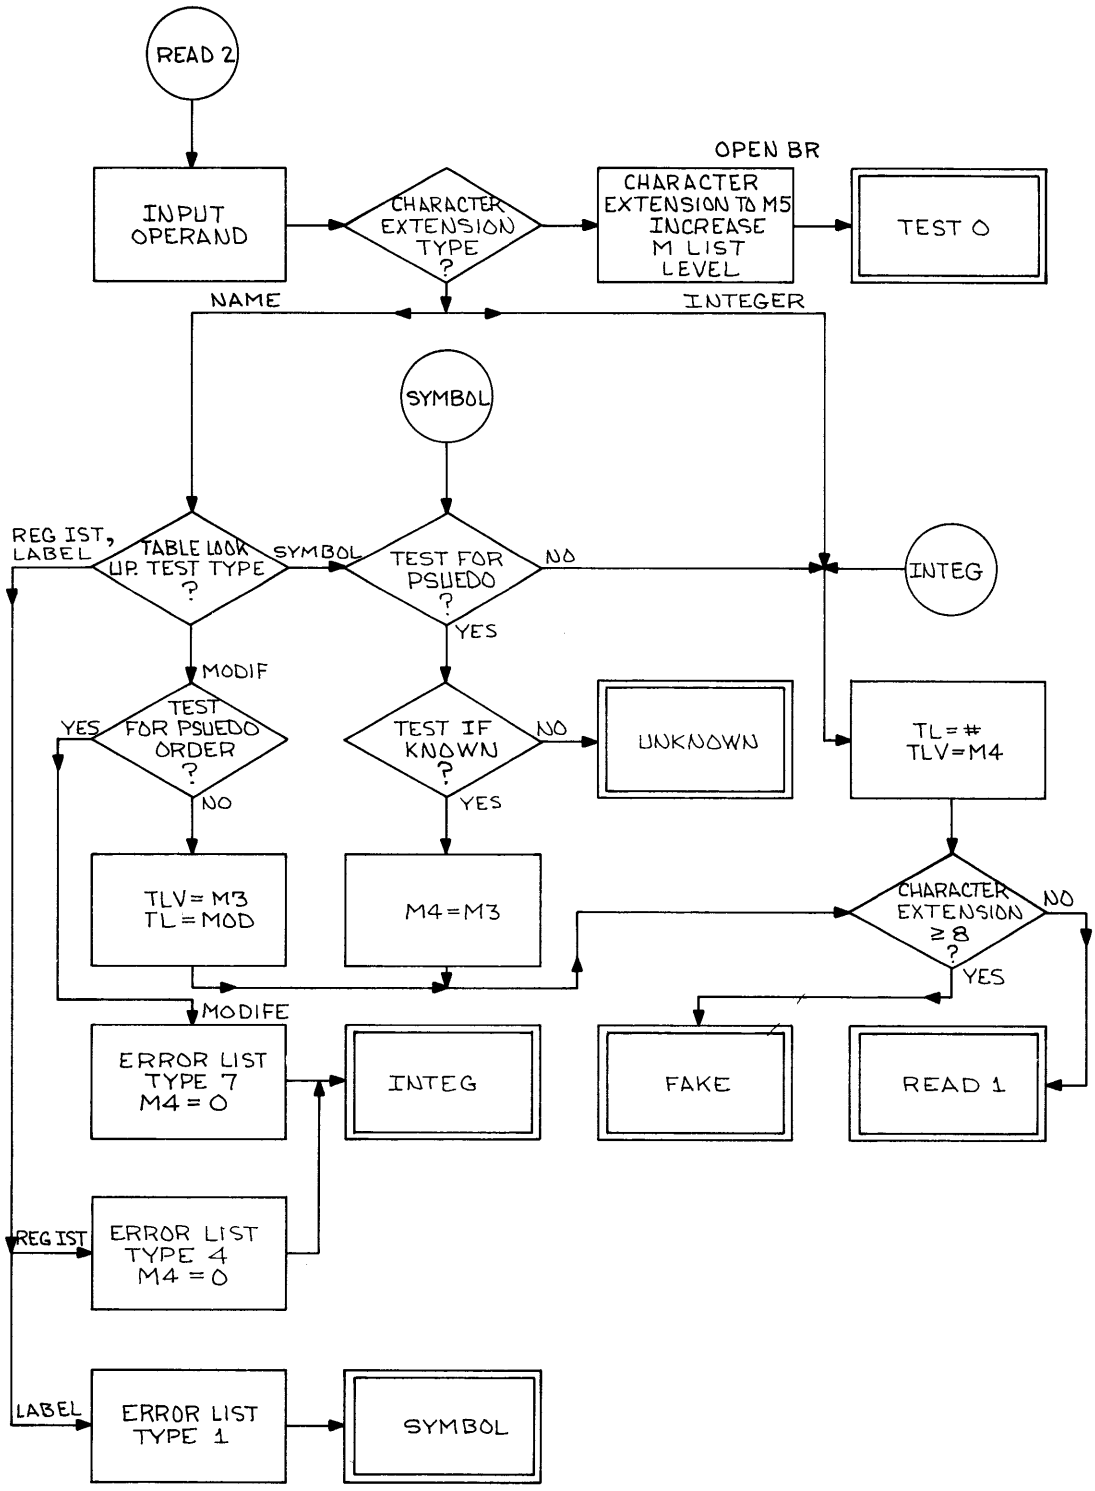 READ 2
OPEN BR
INPUT
OPERAND
CHARACTER
EXTENSION
TYPE
?
CHARACTER
EXTENSION TO M5
INCREASE
M LIST
LEVEL
TEST O
NAME
INTEGER
SYMBOL
REGIST,
LABEL
TABLE LOOK
UP. TEST TYPE
?
SYMBOL
TEST FOR
PSUEDO
?
NO
INTEG
YES
MODIF
YES
TEST
FOR PSUEDO
ORDER
?
NO
TEST IF
KNOWN
?
NO
YES
UNKNOWN
TL=#
TLV=M4
TLV=M3
TL=MOD
M4=M3
CHARACTER
EXTENSION
≥8
?
NO
YES
MODIFE
ERROR LIST
TYPE 7
M4=0
INTEG
FAKE
READ 1
REGIST
ERROR LIST
TYPE 4
M4=0
LABEL
ERROR LIST
TYPE 1
SYMBOL